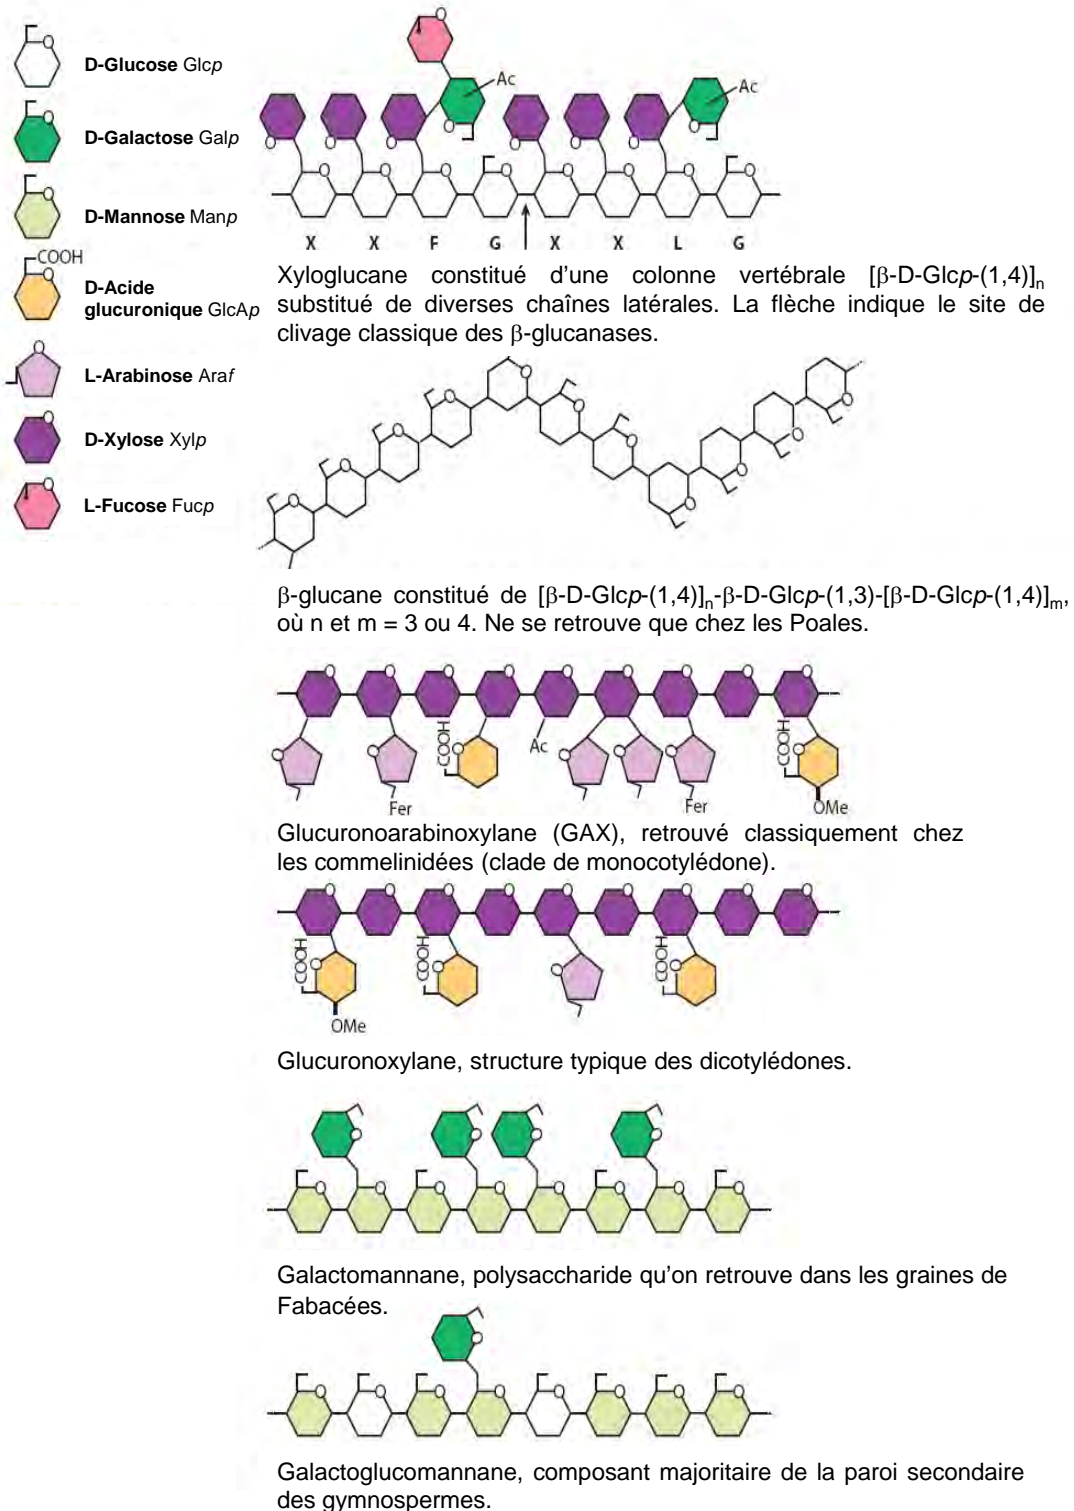 D-Glucose Glcp
D-Galactose Galp
D-Mannose Manp
COOH
D-Acide
glucuronique GlcAp
L-Arabinose Araf
D-Xylose Xylp
L-Fucose Fucp
Ac
Ac
X X F G X X L G
Xyloglucane constitué d'une colonne vertébrale [β-D-Glcp-(1,4)]n
substitué de diverses chaînes latérales. La flèche indique le site de
clivage classique des β-glucanases.
β-glucane constitué de [β-D-Glcp-(1,4)]n-β-D-Glcp-(1,3)-[β-D-Glcp-(1,4)]m,
où n et m = 3 ou 4. Ne se retrouve que chez les Poales.
COOH
Ac
COOH
Fer
Fer
OMe
Glucuronoarabinoxylane (GAX), retrouvé classiquement chez
les commelinidées (clade de monocotylédone).
COOH
COOH
COOH
OMe
Glucuronoxylane, structure typique des dicotylédones.
Galactomannane, polysaccharide qu'on retrouve dans les graines de
Fabacées.
Galactoglucomannane, composant majoritaire de la paroi secondaire
des gymnospermes.